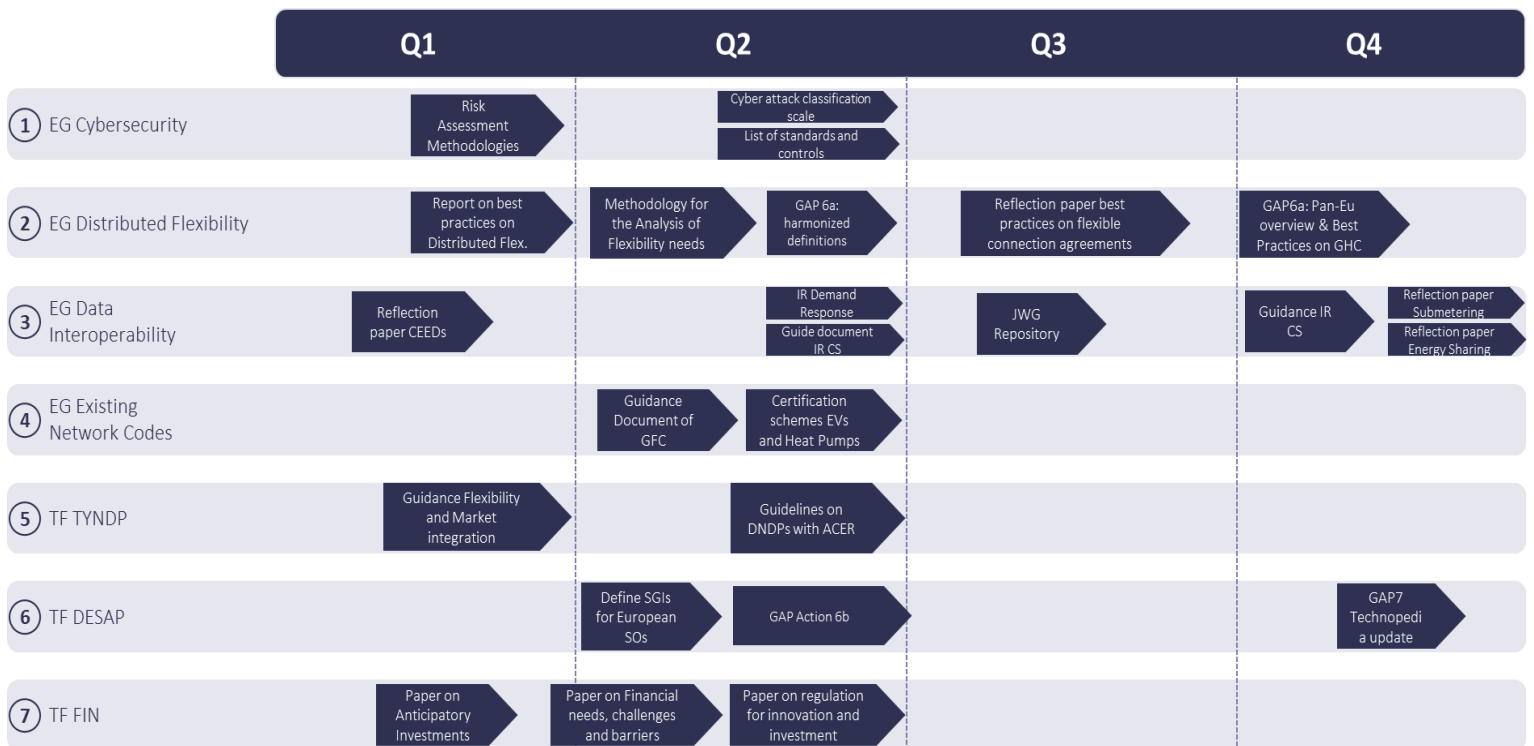 Q1
Q2
Q3
Q4
1
EG Cybersecurity
Risk
Assessment
Methodologies
Cyber attack classification
scale
List of standards and
controls
2
EG Distributed Flexibility
Report on best
practices on
Distributed Flex.
Methodology for
the Analysis of
Flexibility needs
GAP 6a:
harmonized
definitions
Reflection paper best
practices on flexible
connection agreements
GAP6a: Pan-Eu
overview & Best
Practices on GHC
3
EG Data
Interoperability
Reflection
paper CEEDs
IR Demand
Response
Guide document
IR CS
JWG
Repository
Guidance IR
CS
Reflection paper
Submetering
Reflection paper
Energy Sharing
4
EG Existing
Network Codes
Guidance
Document of
GFC
Certification
schemes EVs
and Heat Pumps
5
TF TYNDP
Guidance Flexibility
and Market
integration
Guidelines on
DNDPs with ACER
6
TF DESAP
Define SGIs
for European
SOs
GAP Action 6b
GAP7
Technopedi
a update
7
TF FIN
Paper on
Anticipatory
Investments
Paper on Financial
needs, challenges
and barriers
Paper on regulation
for innovation and
investment